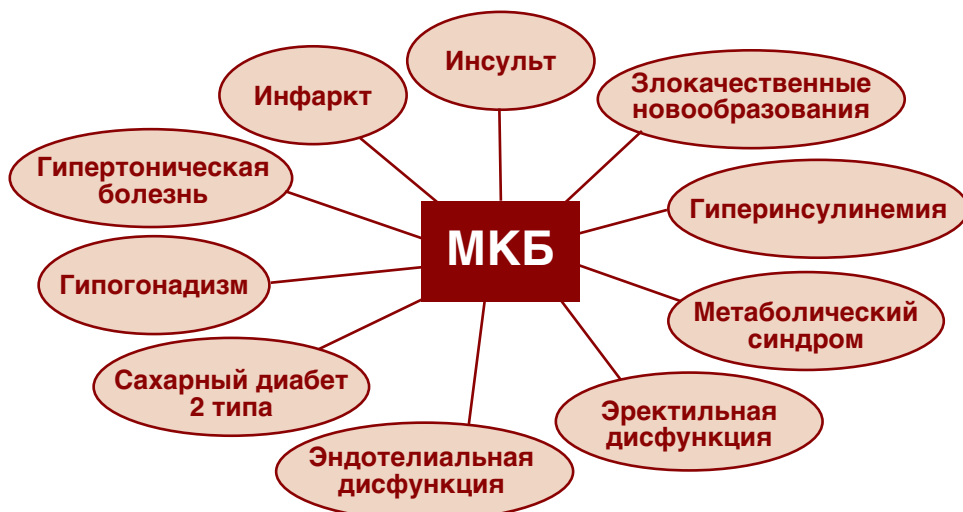 Инсульт
Инфаркт
Злокачественные
новообразования
Гипертоническая
болезнь
Гиперинсулинемия
МКБ
Гипогонадизм
Метаболический
синдром
Сахарный диабет
2 типа
Эректильная
дисфункция
Эндотелиальная
дисфункция